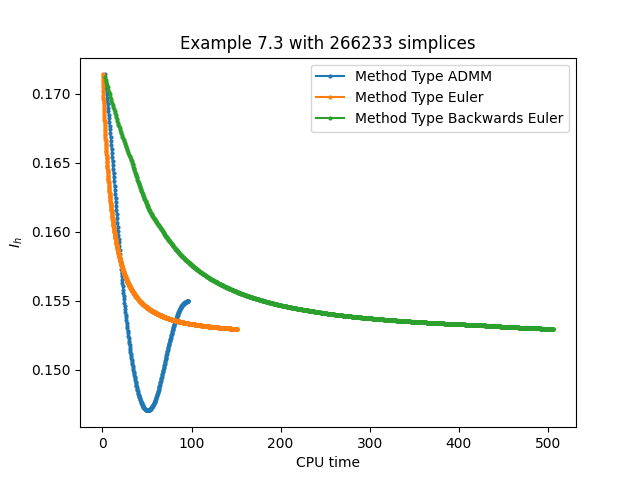 Example 7.3 with 266233 simplices
Method Type ADMM
Method Type Euler
Method Type Backwards Euler
0.170
0.165
0.160
0.155
0.150
I_h
0
100
200
300
400
500
CPU time